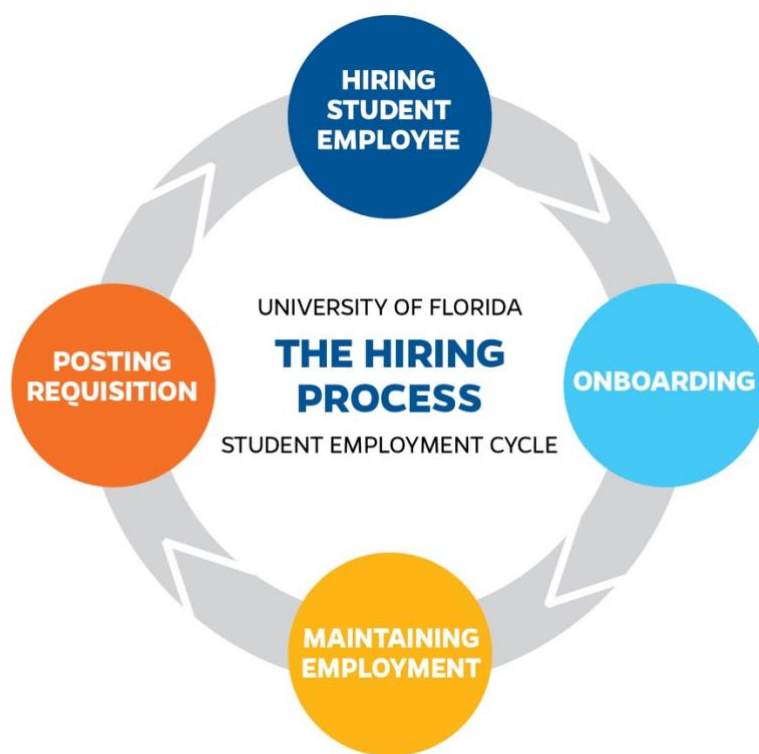 HIRING
STUDENT
EMPLOYEE
UNIVERSITY OF FLORIDA
THE HIRING
PROCESS
STUDENT EMPLOYMENT CYCLE
POSTING
REQUISITION
ONBOARDING
MAINTAINING
EMPLOYMENT